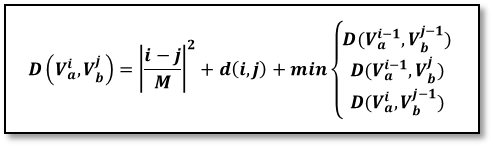 D(V_a^i, V_b^j) = |i − j / M|^2 + d(i,j) + min { D(V_a^{i−1}, V_b^{j−1})
D(V_a^{i−1}, V_b^j)
D(V_a^i, V_b^{j−1})